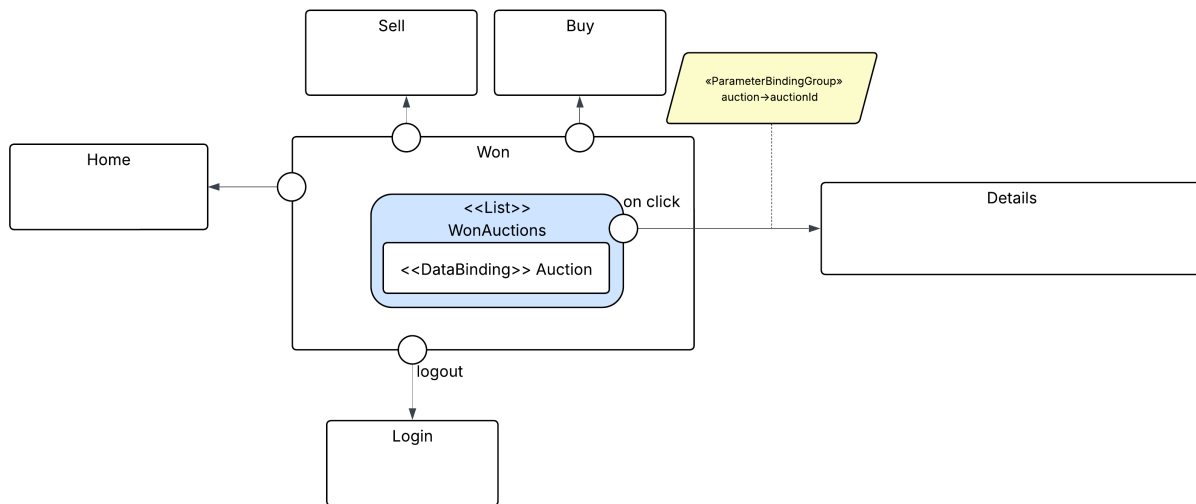 Sell
Buy
«ParameterBindingGroup»
auction→auctionId
Home
Won
Details
on click
<<List>>
WonAuctions
<<DataBinding>> Auction
logout
Login